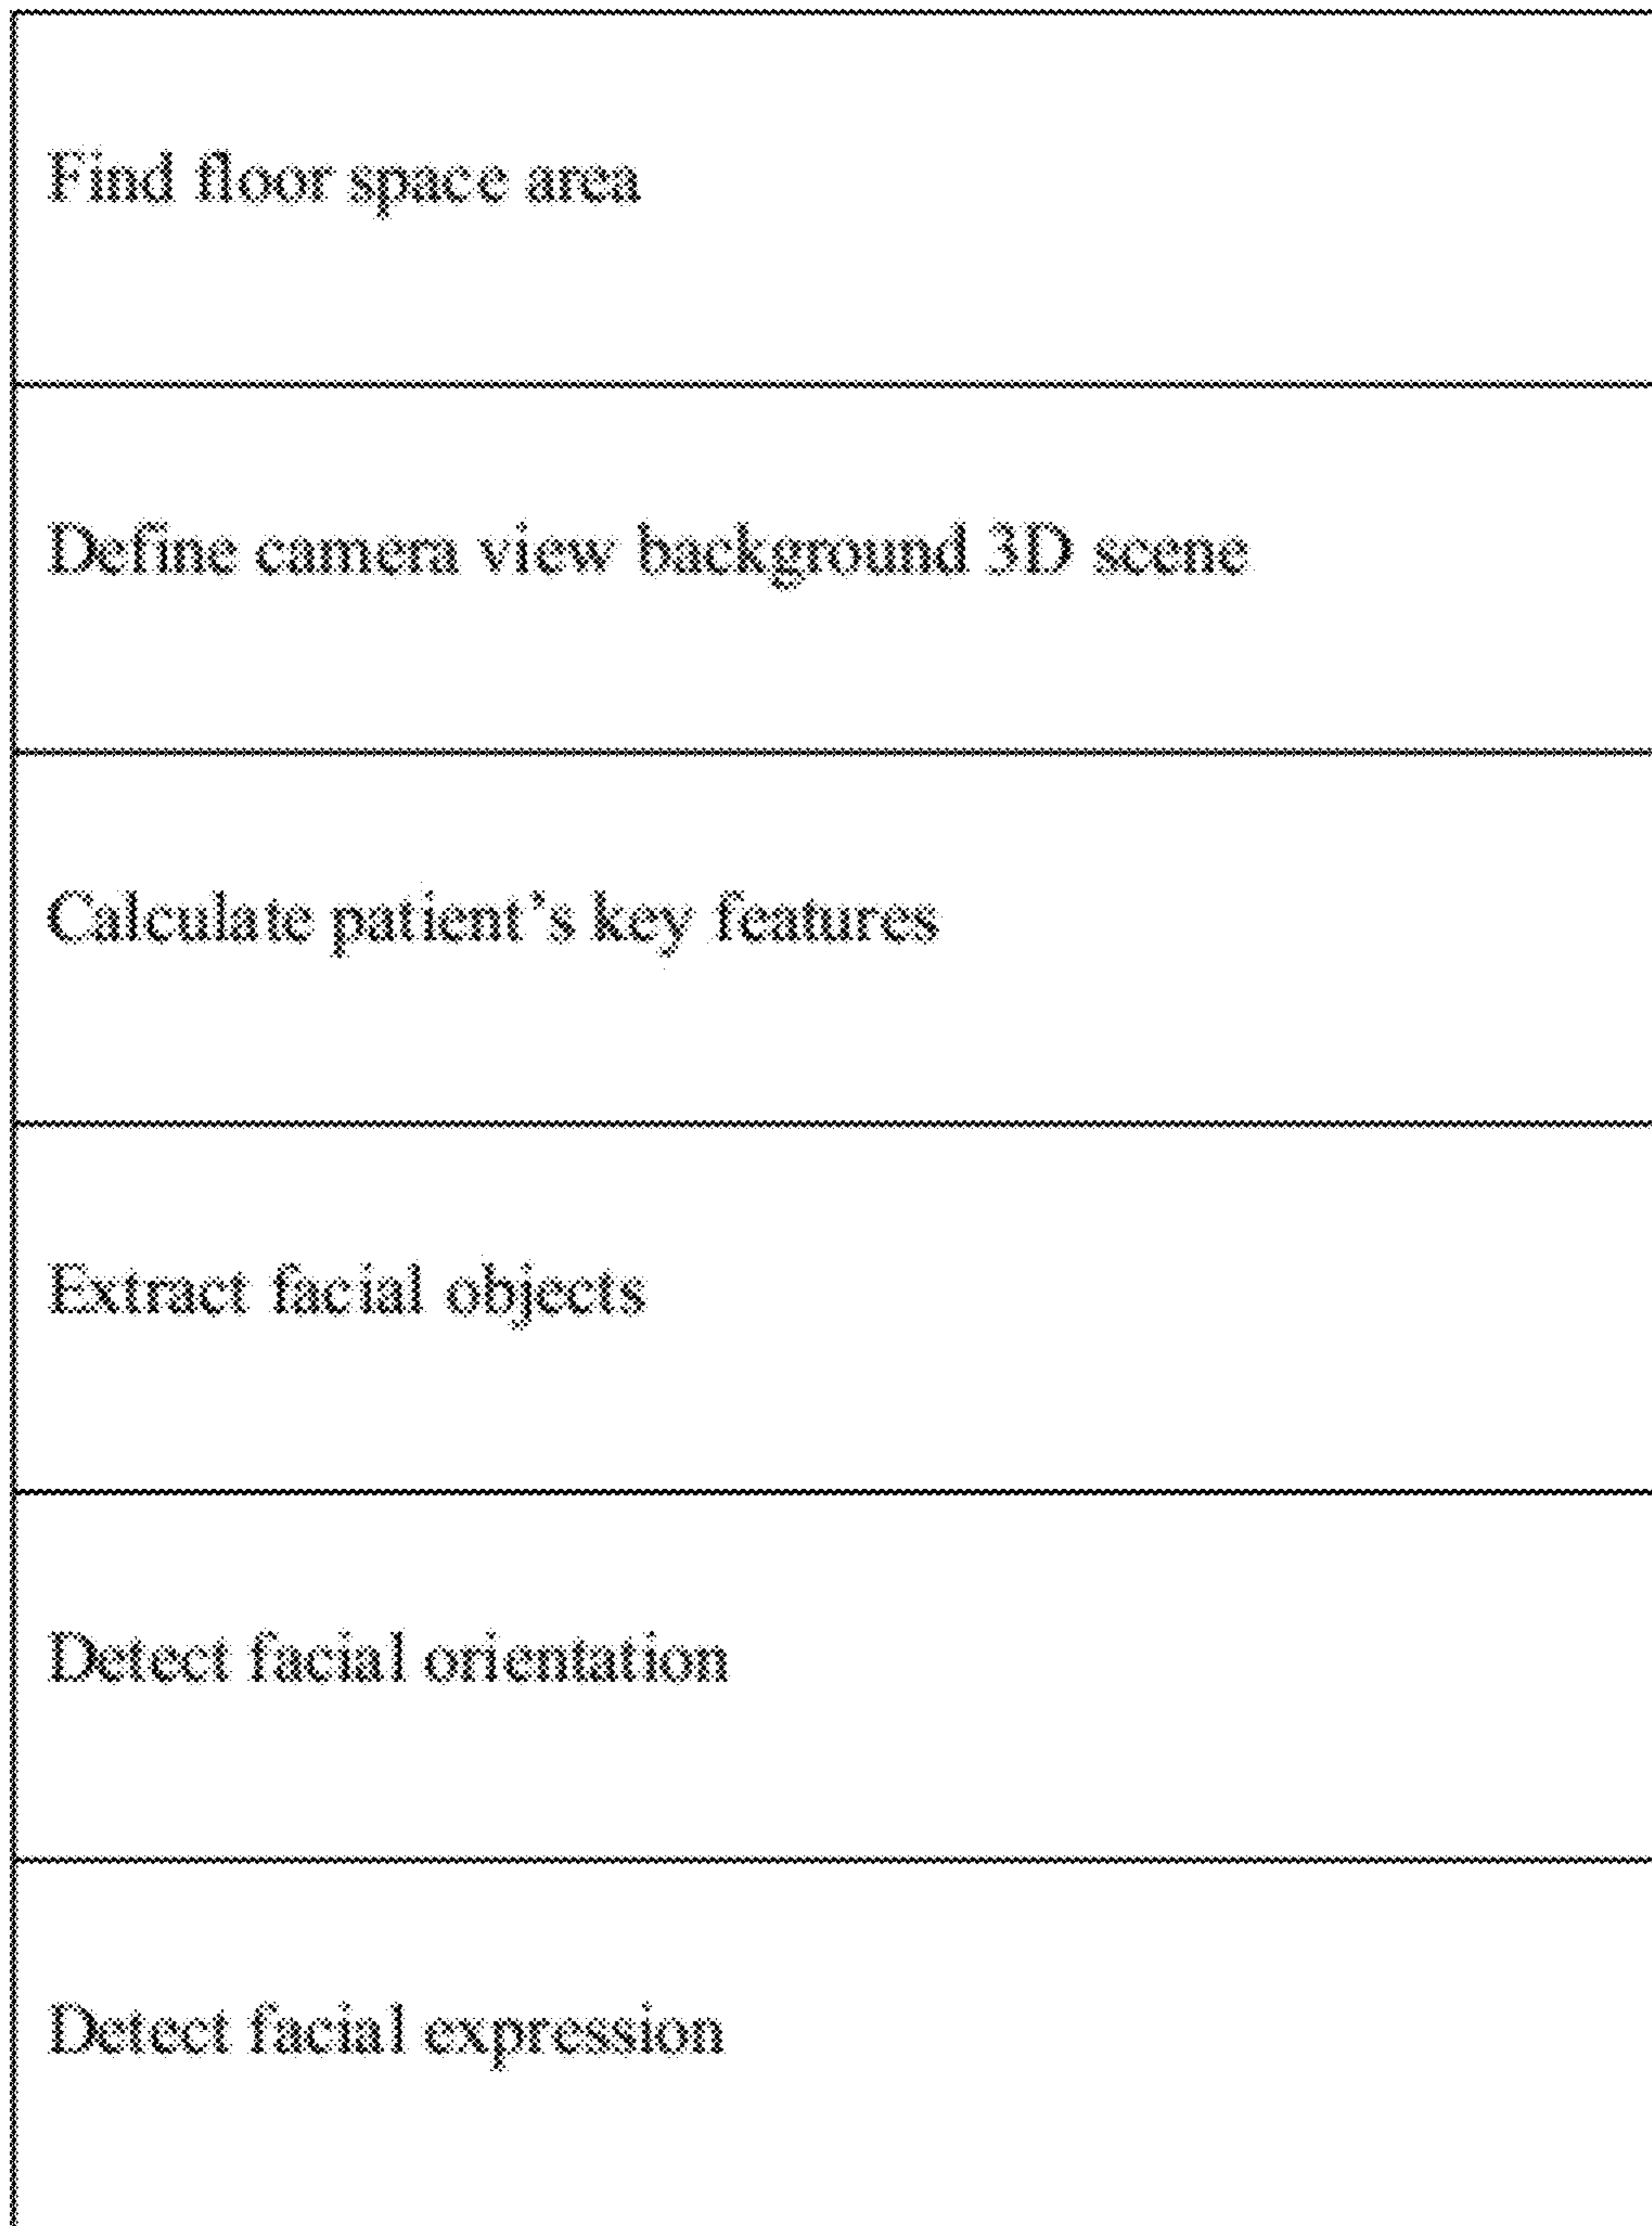 Find floor space area
Define camera view background 3D scene
Calculate patient’s key features
Extract facial objects
Detect facial orientation
Detect facial expression